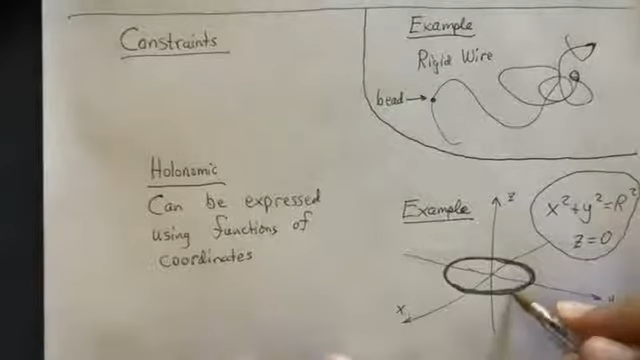 Constraints
Example
Rigid Wire
bead
Holonomic
Can be expressed
using functions of
coordinates
Example
x²+y²=R²
z=0
z
x
y